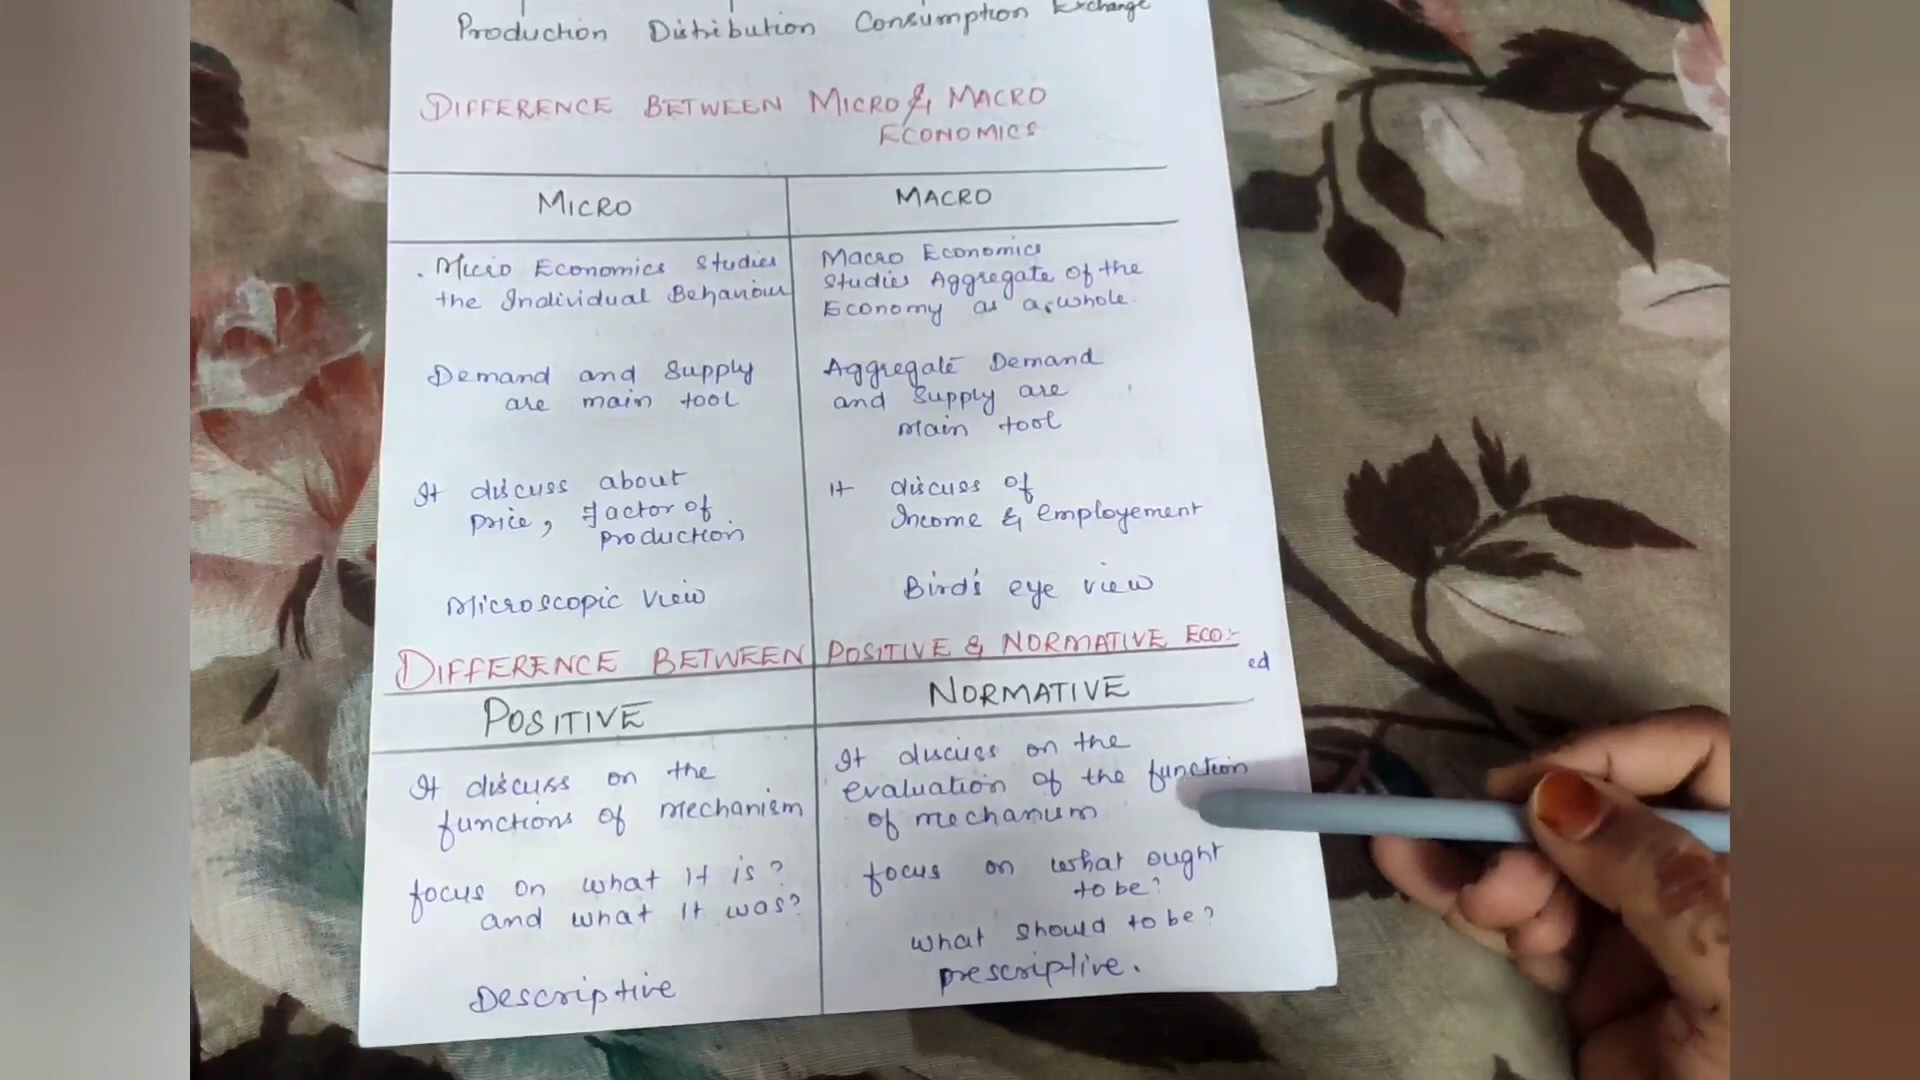 Production Distribution Consumption Exchange
DIFFERENCE BETWEEN MICRO & MACRO
ECONOMICS
MICRO
. Micro Economics Studies
the Individual Behaviour
Demand and Supply
are main tool
It discuss about
price, factor of
production
Microscopic view
MACRO
Macro Economics
Studies Aggregate of the
Economy as a whole.
Aggregate Demand
and Supply are
main tool
It discuss of
Income & employement
Bird's eye view
DIFFERENCE BETWEEN POSITIVE & NORMATIVE ECO:-
ed
POSITIVE
It discuss on the
functions of mechanism
focus on what it is?
and what it was?
Descriptive
NORMATIVE
It discuss on the
evaluation of the function
of mechanism
focus on what ought
to be?
what should to be?
prescriptive.